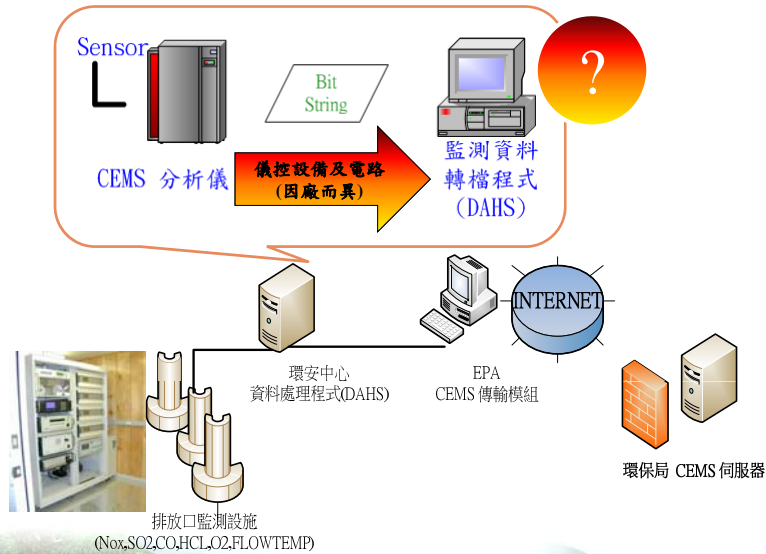 Sensor
Bit
String
?
CEMS 分析儀
儀控設備及電路
(因廠而異)
監測資料
轉檔程式
(DAHS)
INTERNET
環安中心
資料處理程式(DAHS)
EPA
CEMS 傳輸模組
環保局 CEMS 伺服器
排放口監測設施
(Nox,SO2,CO,HCL,O2,FLOWTEMP)